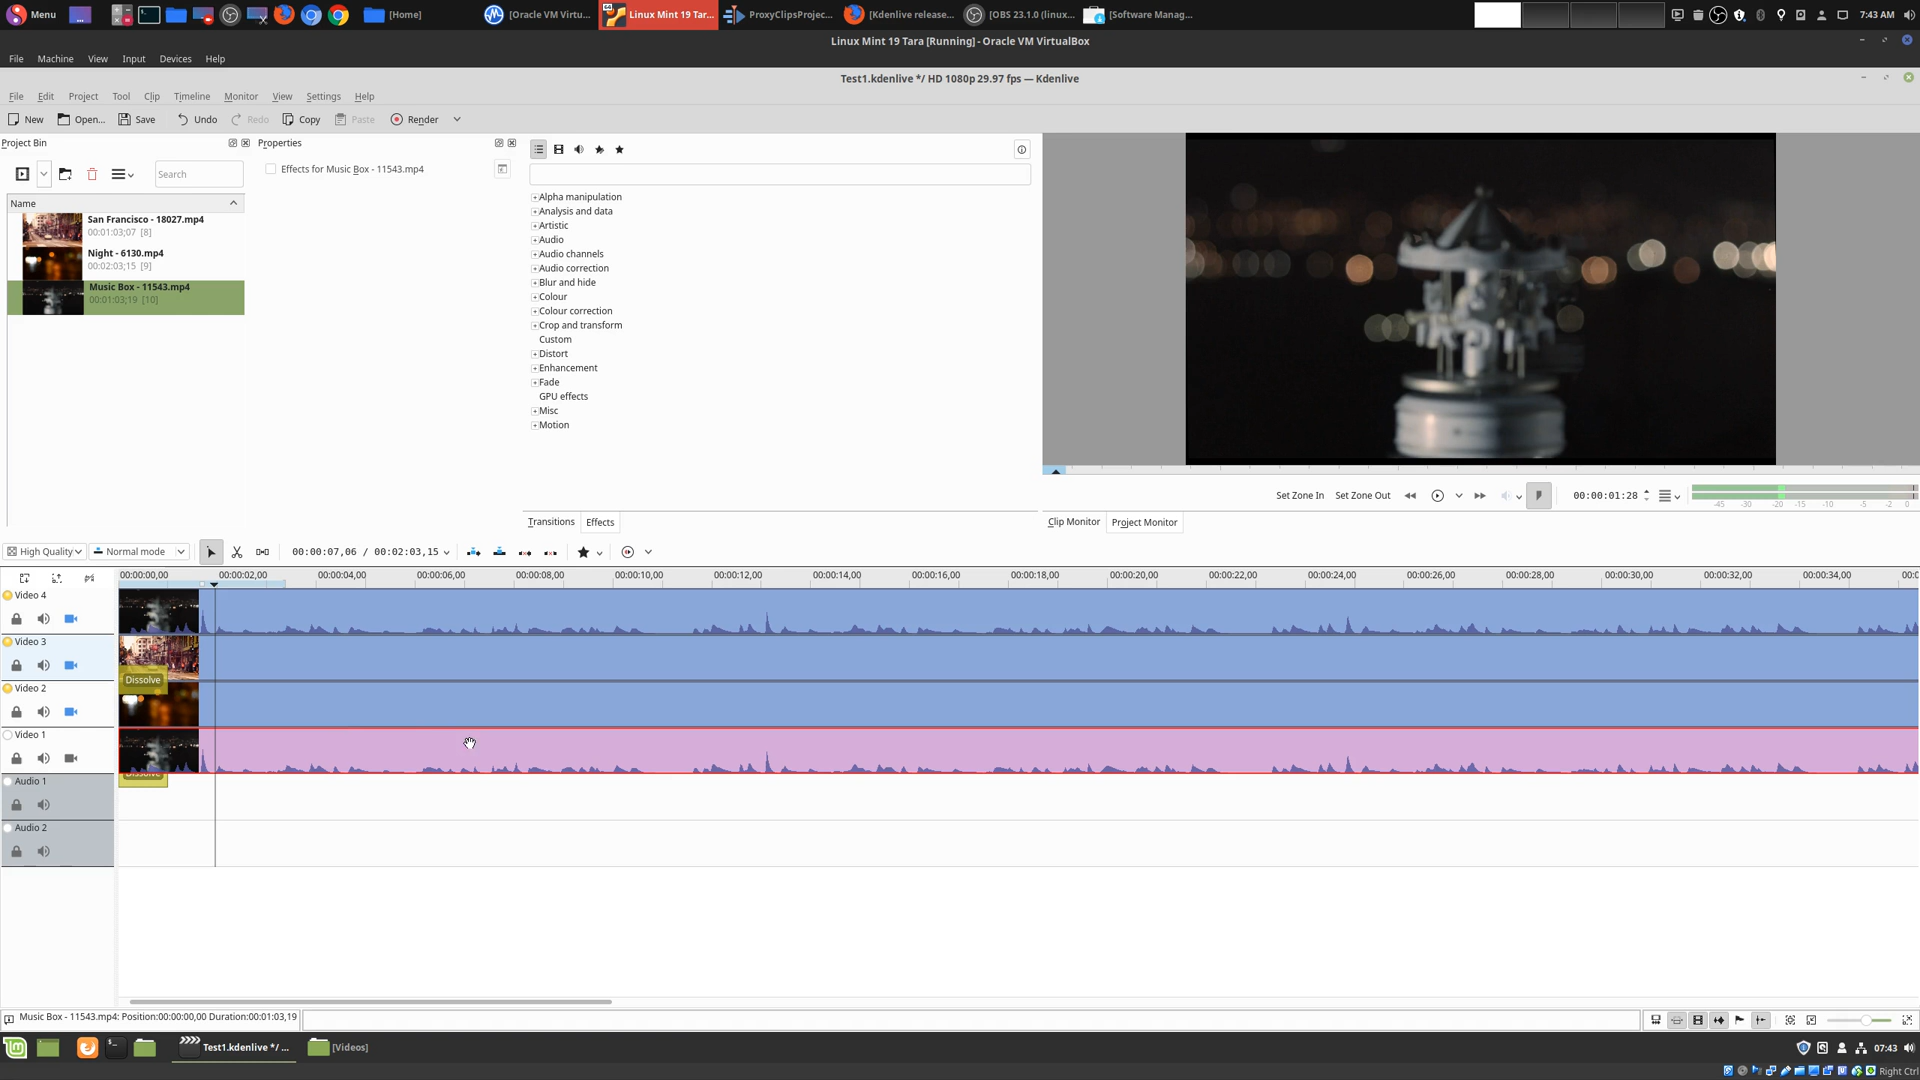 Menu
[Home]
[Oracle VM Virtu...
Linux Mint 19 Tar...
ProxyClipsProjec...
[Kdenlive release...
[OBS 23.1.0 (linux...
[Software Manag...
7:43 AM
Linux Mint 19 Tara [Running] - Oracle VM VirtualBox
File Machine View Input Devices Help
Test1.kdenlive */ HD 1080p 29.97 fps — Kdenlive
File Edit Project Tool Clip Timeline Monitor View Settings Help
New Open... Save Undo Redo Copy Paste Render
Project Bin
Properties
Search
Effects for Music Box - 11543.mp4
Name
San Francisco - 18027.mp4
00:01:03;07 [8]
Night - 6130.mp4
00:02:03;15 [9]
Music Box - 11543.mp4
00:01:03;19 [10]
Alpha manipulation
Analysis and data
Artistic
Audio
Audio channels
Audio correction
Blur and hide
Colour
Colour correction
Crop and transform
Custom
Distort
Enhancement
Fade
GPU effects
Misc
Motion
Transitions Effects
Set Zone In Set Zone Out
00:00:01:28
-45 -30 -20 -15 -10 -5 -2 0
Clip Monitor Project Monitor
High Quality Normal mode
00:00:07,06 / 00:02:03,15
00:00:00,00 00:00:02,00 00:00:04,00 00:00:06,00 00:00:08,00 00:00:10,00 00:00:12,00 00:00:14,00 00:00:16,00 00:00:18,00 00:00:20,00 00:00:22,00 00:00:24,00 00:00:26,00 00:00:28,00 00:00:30,00 00:00:32,00 00:00:34,00 00:0
Video 4
Video 3
Dissolve
Video 2
Video 1
Dissolve
Audio 1
Audio 2
Music Box - 11543.mp4: Position:00:00:00,00 Duration:00:01:03,19
Test1.kdenlive */ ...
[Videos]
07:43
Right Ctrl